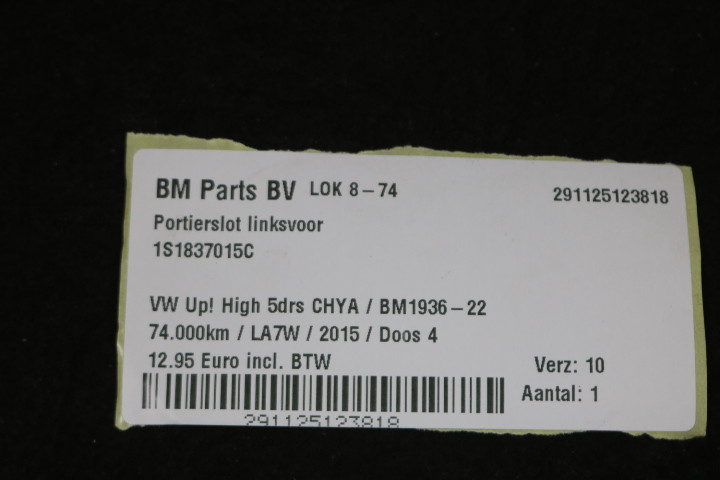 BM Parts BV LOK 8-74 291125123818
Portierslot linksvoor
1S1837015C
VW Up! High 5drs CHYA / BM1936-22
74.000km / LA7W / 2015 / Doos 4
12.95 Euro incl. BTW Verz: 10
Aantal: 1
291125123818